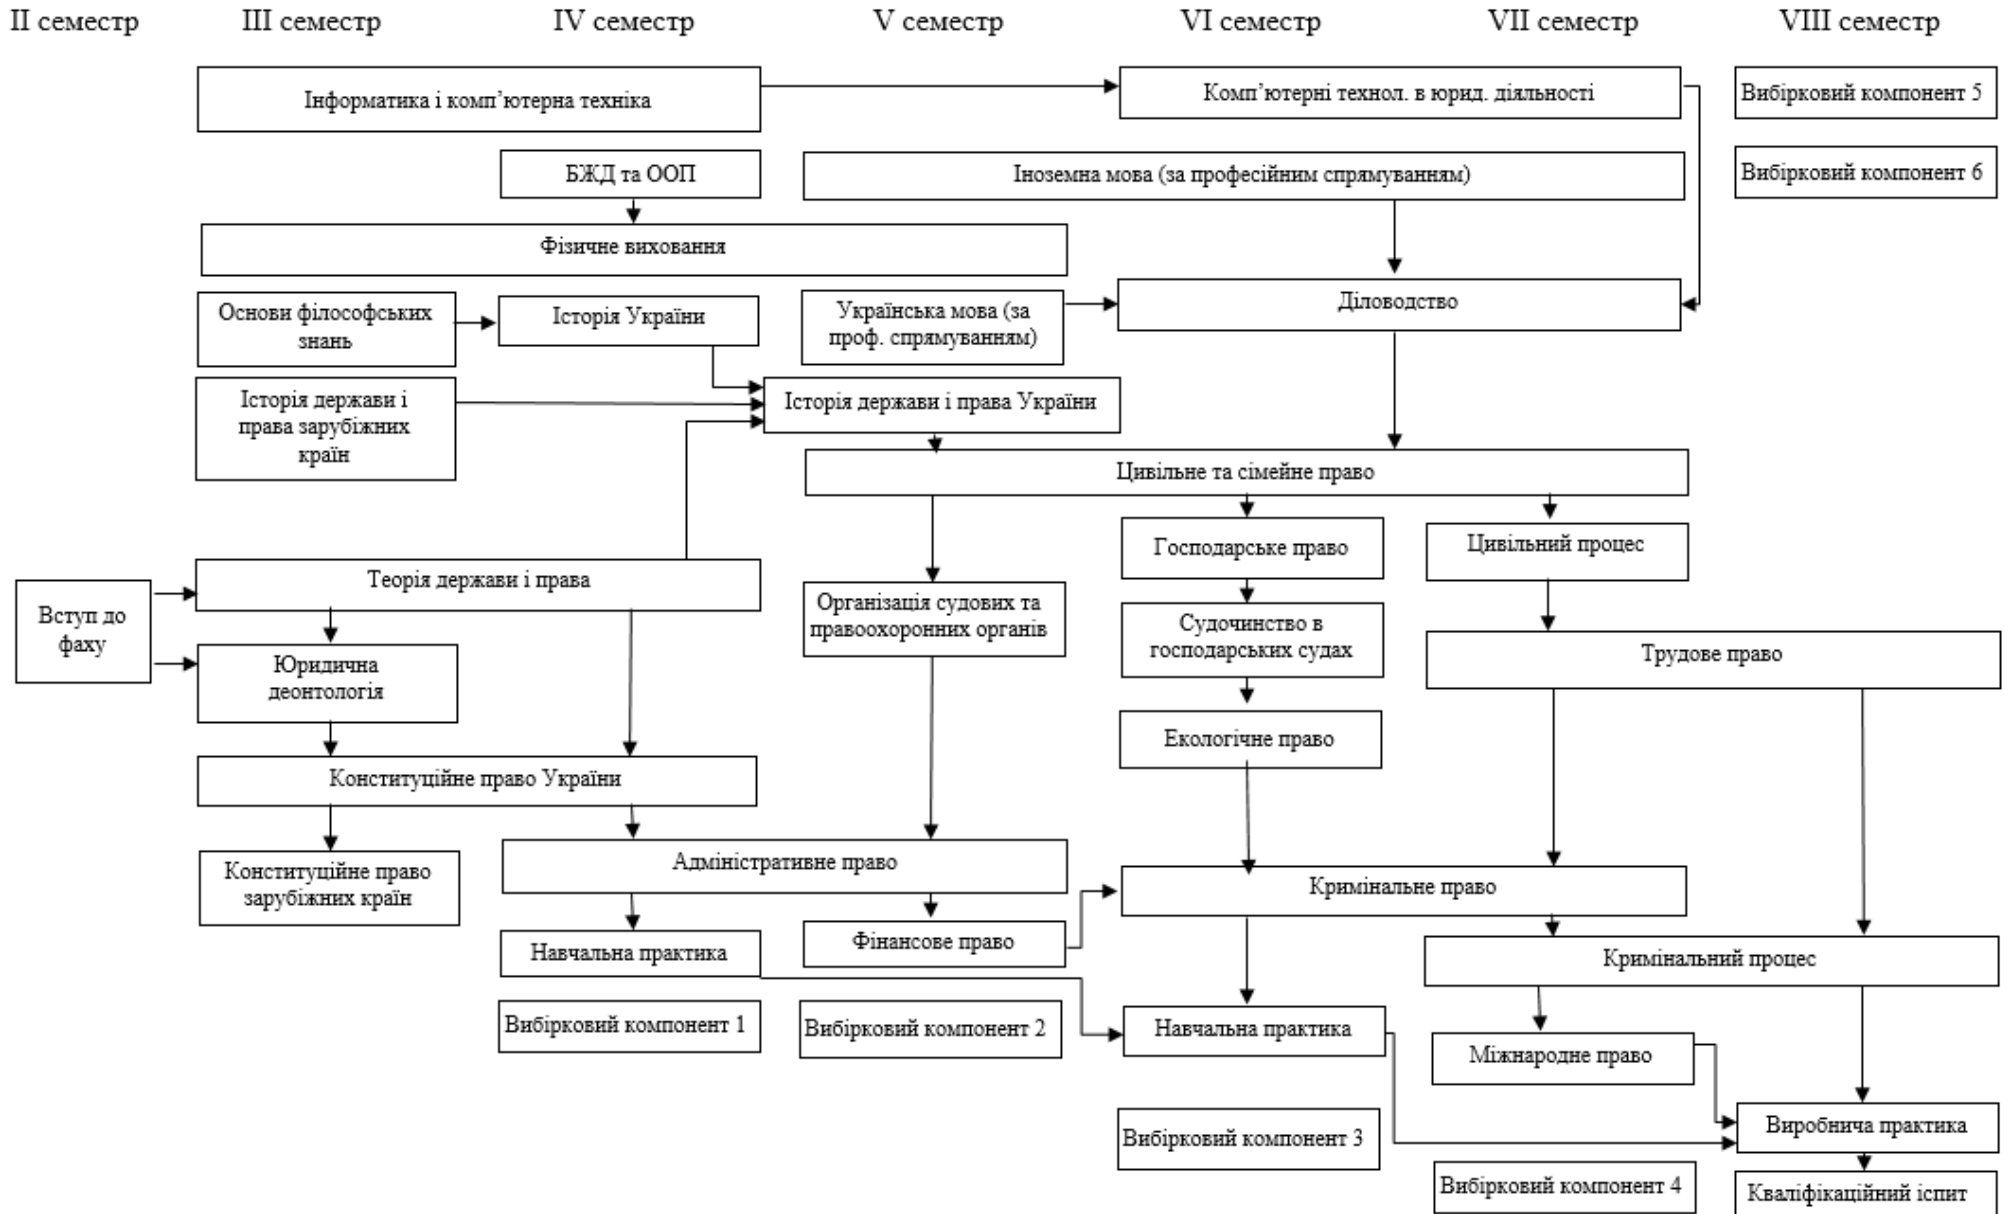 II семестр
III семестр
IV семестр
V семестр
VI семестр
VII семестр
VIII семестр
Інформатика і комп’ютерна техніка
Комп’ютерні технол. в юрид. діяльності
Вибірковий компонент 5
БЖД та ООП
Іноземна мова (за професійним спрямуванням)
Вибірковий компонент 6
Фізичне виховання
Основи філософських
знань
Історія України
Українська мова (за
проф. спрямуванням)
Діловодство
Історія держави і
права зарубіжних
країн
Історія держави і права України
Цивільне та сімейне право
Господарське право
Цивільний процес
Теорія держави і права
Вступ до
фаху
Організація судових та
правоохоронних органів
Судочинство в
господарських судах
Трудове право
Юридична
деонтологія
Екологічне право
Конституційне право України
Адміністративне право
Конституційне право
зарубіжних країн
Кримінальне право
Навчальна практика
Фінансове право
Кримінальний процес
Вибірковий компонент 1
Вибірковий компонент 2
Навчальна практика
Міжнародне право
Вибірковий компонент 3
Виробнича практика
Вибірковий компонент 4
Кваліфікаційний іспит